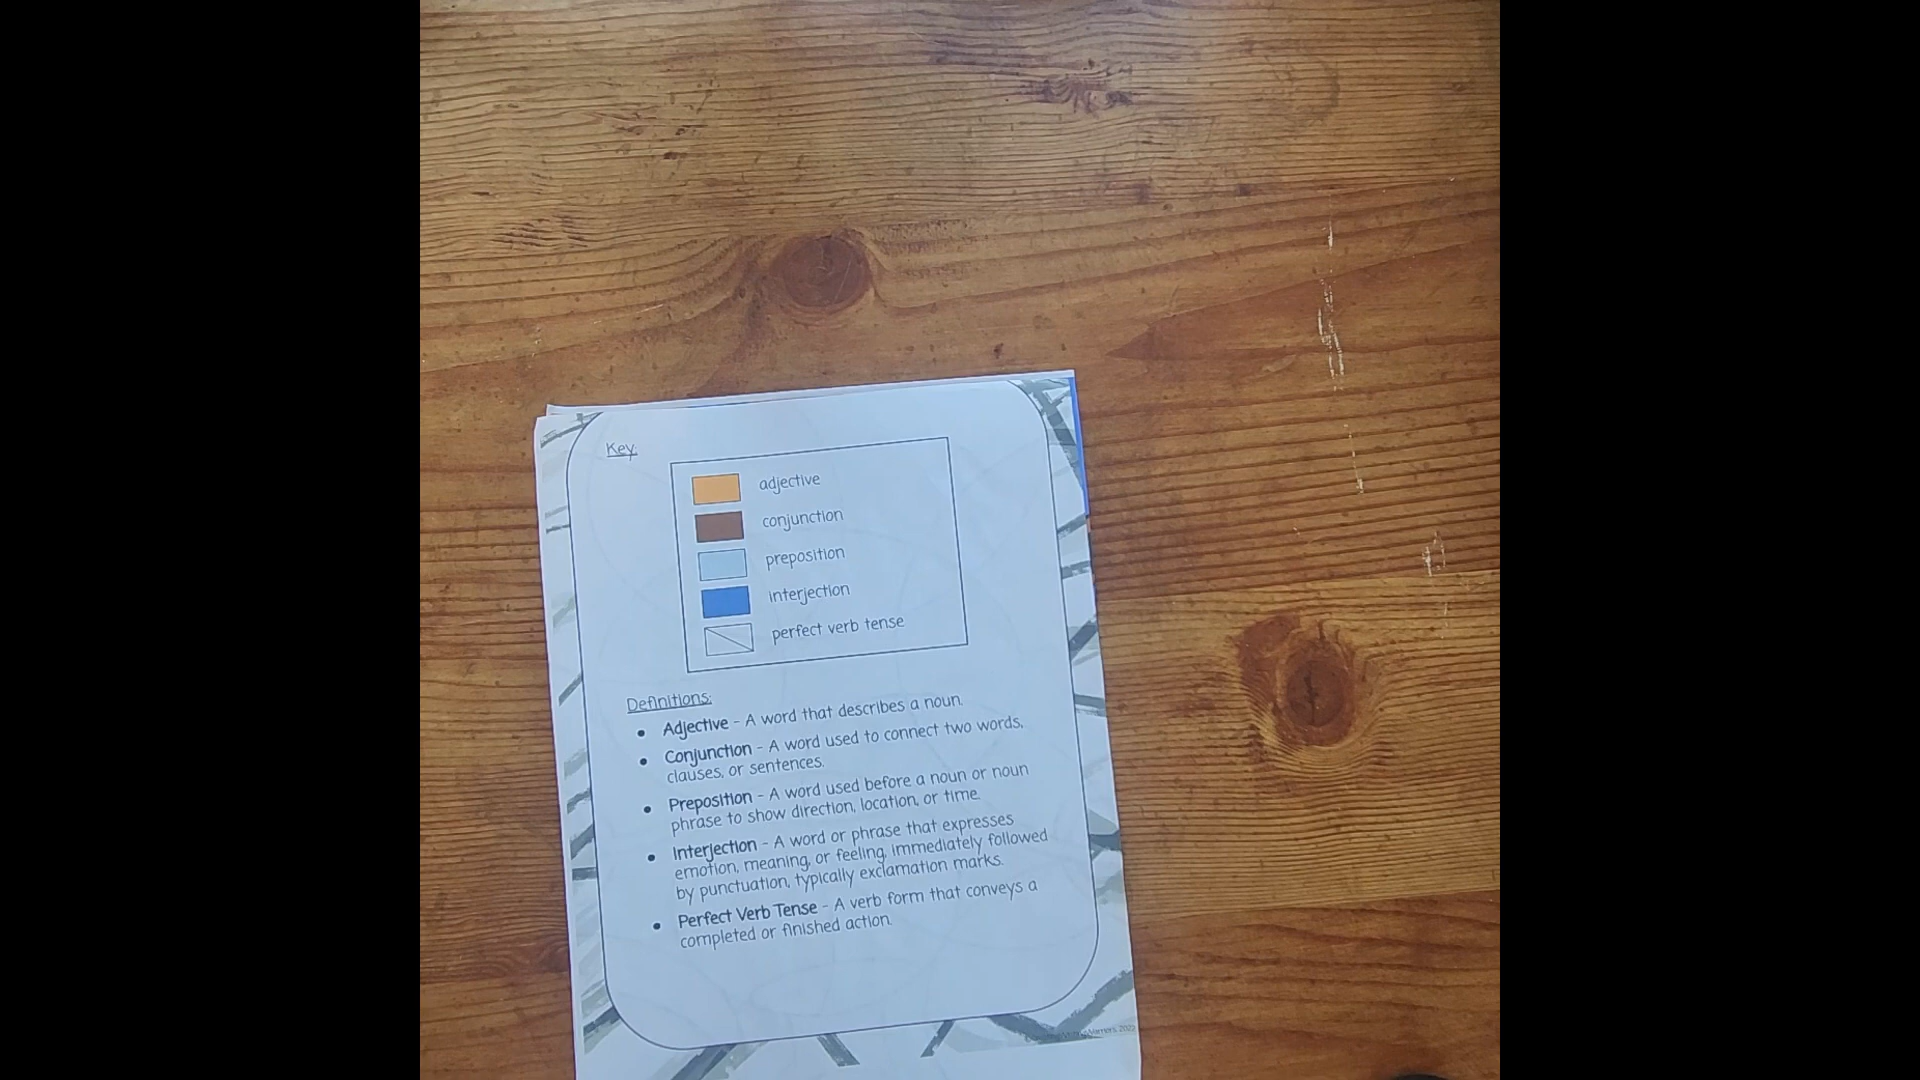 Key:
adjective
conjunction
preposition
interjection
perfect verb tense
Definitions:
• Adjective - A word that describes a noun.
• Conjunction - A word used to connect two words,
clauses, or sentences.
• Preposition - A word used before a noun or noun
phrase to show direction, location, or time.
• Interjection - A word or phrase that expresses
emotion, meaning, or feeling, immediately followed
by punctuation, typically exclamation marks.
• Perfect Verb Tense - A verb form that conveys a
completed or finished action.
2022